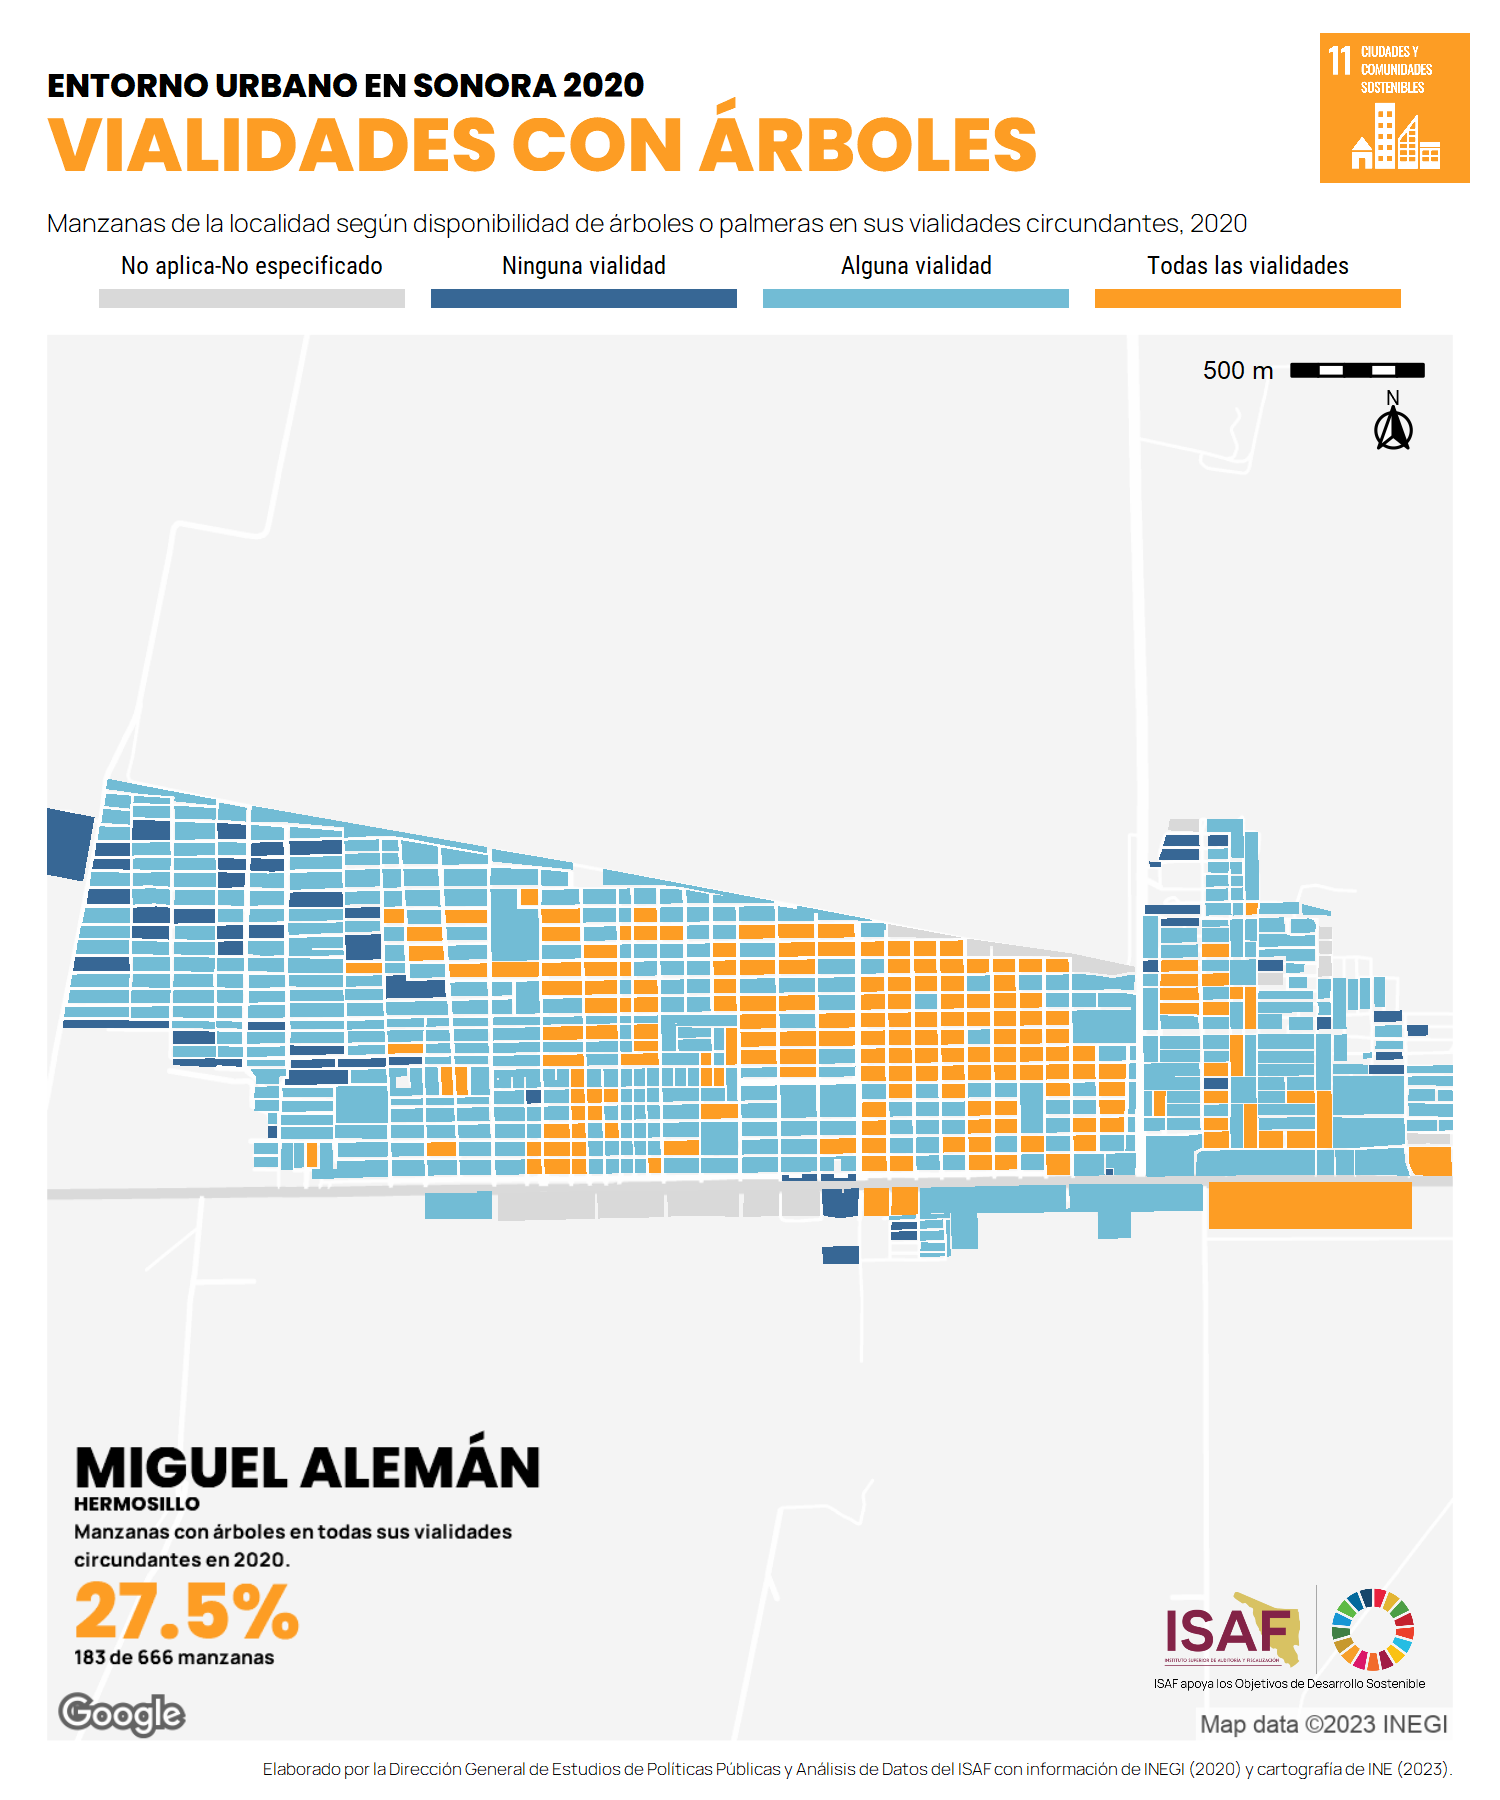 ENTORNO URBANO EN SONORA 2020
VIALIDADES CON ÁRBOLES
11 CIUDADES Y
COMUNIDADES
SOSTENIBLES
Manzanas de la localidad según disponibilidad de árboles o palmeras en sus vialidades circundantes, 2020
No aplica-No especificado
Ninguna vialidad
Alguna vialidad
Todas las vialidades
500 m
N
MIGUEL ALEMÁN
HERMOSILLO
Manzanas con árboles en todas sus vialidades
circundantes en 2020.
27.5%
183 de 666 manzanas
ISAF
INSTITUTO SUPERIOR DE AUDITORÍA Y FISCALIZACIÓN
ISAF apoya los Objetivos de Desarrollo Sostenible
Google
Map data ©2023 INEGI
Elaborado por la Dirección General de Estudios de Políticas Públicas y Análisis de Datos del ISAF con información de INEGI (2020) y cartografía de INE (2023).